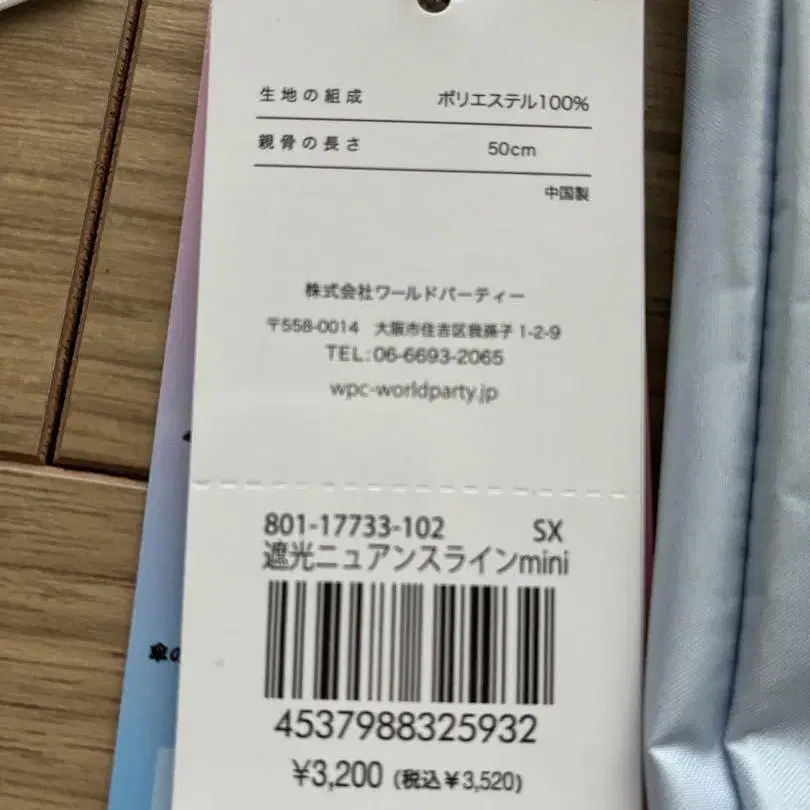 生地の組成 ポリエステル100%
親骨の長さ 50cm
中国製
株式会社ワールドパーティー
〒558-0014 大阪市住吉区我孫子1-2-9
TEL:06-6693-2065
wpc-worldparty.jp
801-17733-102 SX
遮光ニュアンスラインmini
4537988325932
¥3,200 (税込¥3,520)
傘の